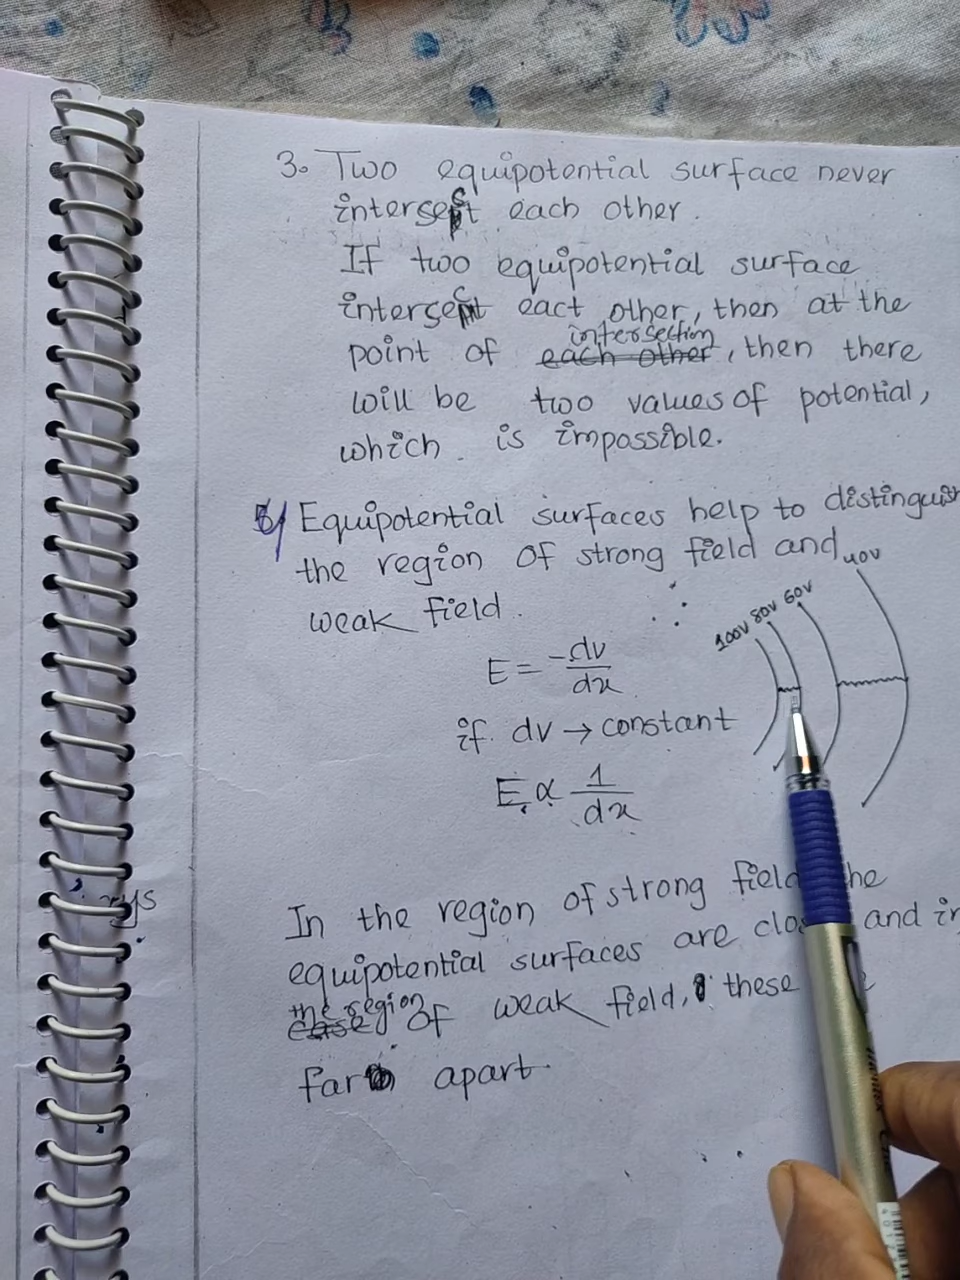 3. Two equipotential surface never
intersect each other.
If two equipotential surface
intersect eact other, then at the
intersection
point of each other, then there
will be two values of potential,
which is impossible.
Equipotential surfaces help to distinguish
the region of strong field and
weak field.
100V 80V 60V 40V
E = -dv/dx
if dv → constant
E ∝ 1/dx
In the region of strong field
equipotential surfaces are and in
the region
case of weak field, these
far apart